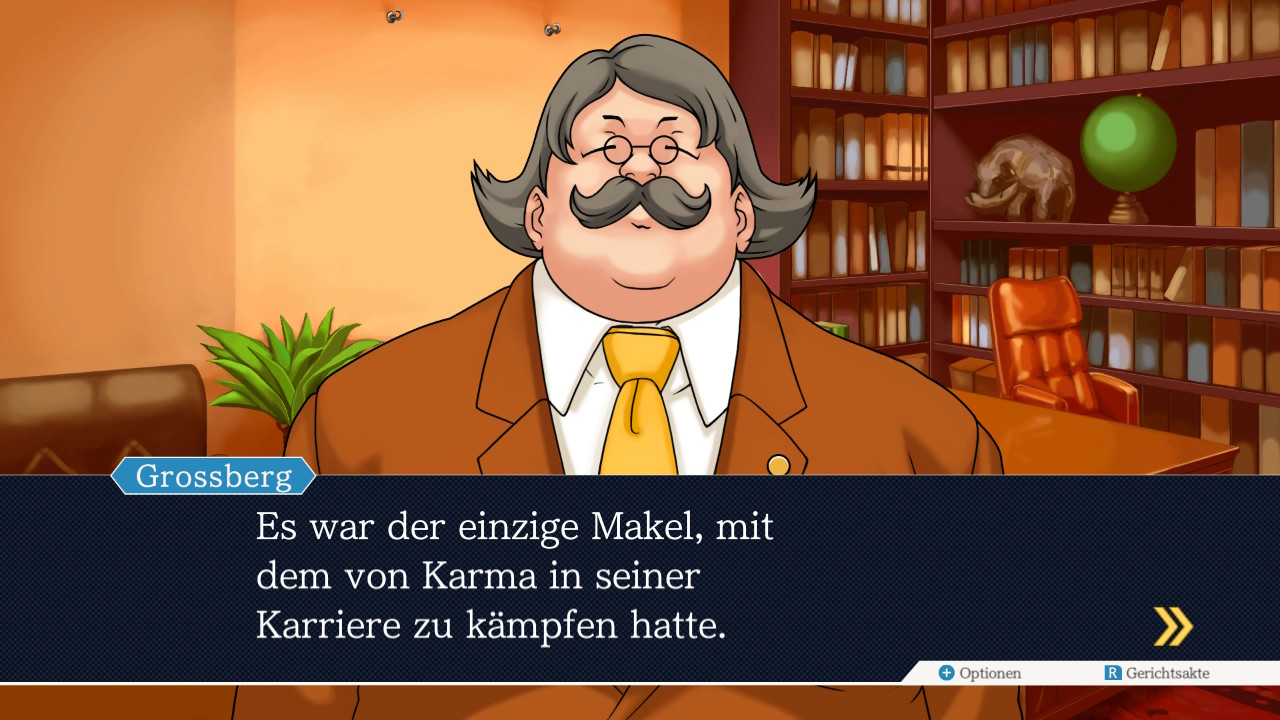 Grossberg
Es war der einzige Makel, mit
dem von Karma in seiner
Karriere zu kämpfen hatte.
+ Optionen
R Gerichtsakte